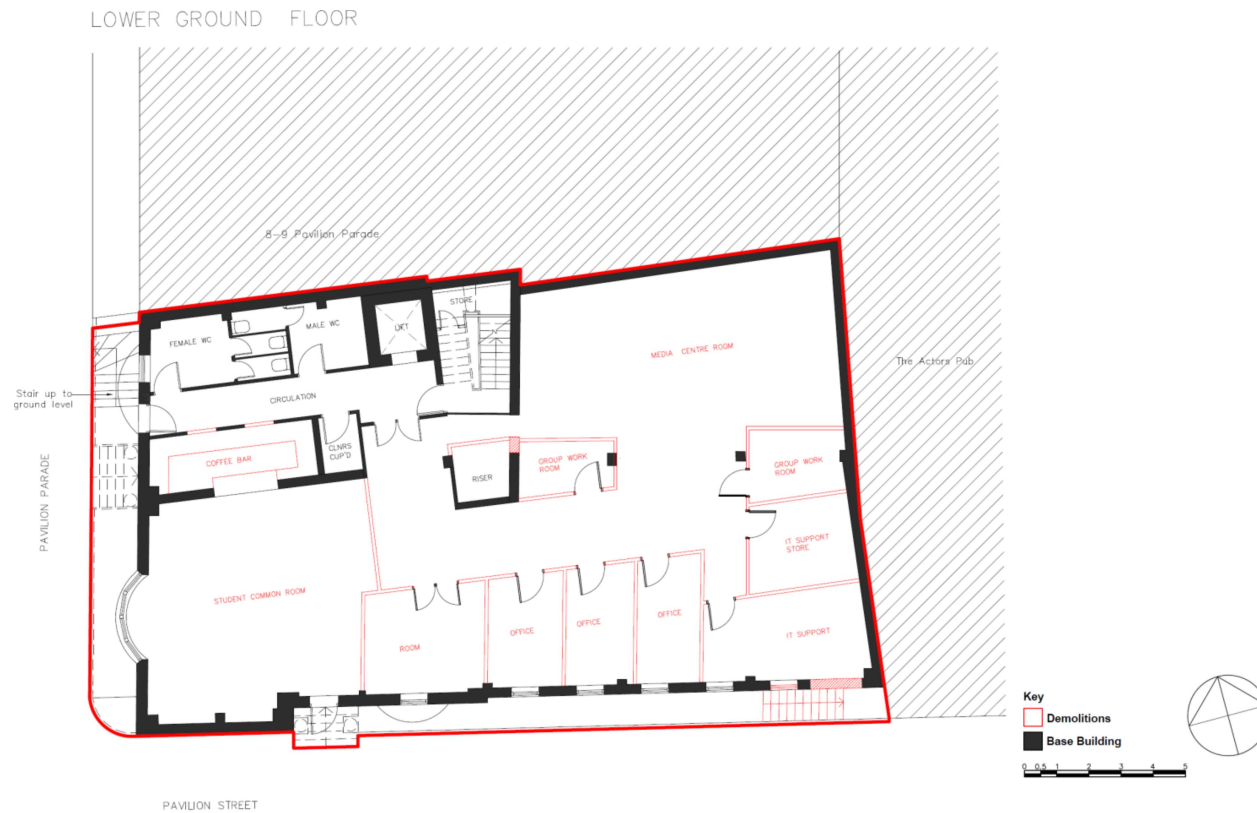 LOWER GROUND FLOOR
8-9 Pavilion Parade
STORE
MALE WC
LIFT
FEMALE WC
MEDIA CENTRE ROOM
The Actors Pub
Stair up to
ground level
CIRCULATION
COFFEE BAR
CLNRS
CUP'D
RISER
GROUP WORK
ROOM
GROUP WORK
ROOM
PAVILION PARADE
IT SUPPORT
STORE
STUDENT COMMON ROOM
ROOM
OFFICE
OFFICE
OFFICE
IT SUPPORT
Key
Demolitions
Base Building
0 0.5 1 2 3 4 5
PAVILION STREET